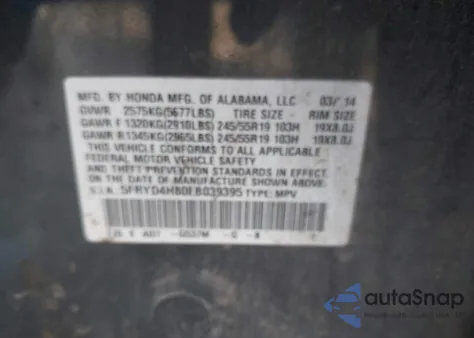 MFD. BY HONDA MFG. OF ALABAMA, LLC. 03/14
GVWR 2575KG(5677LBS) TIRE SIZE RIM SIZE
GAWR F 1320KG(2910LBS) 245/55R19 103H 19X8.0J
GAWR R 1345KG(2965LBS) 245/55R19 103H 19X8.0J
THIS VEHICLE CONFORMS TO ALL APPLICABLE
FEDERAL MOTOR VEHICLE SAFETY
AND THEFT PREVENTION STANDARDS IN EFFECT
ON THE DATE OF MANUFACTURE SHOWN ABOVE.
V.I.N. 5FRYD4H80EB039395 TYPE: MPV
autoSnap